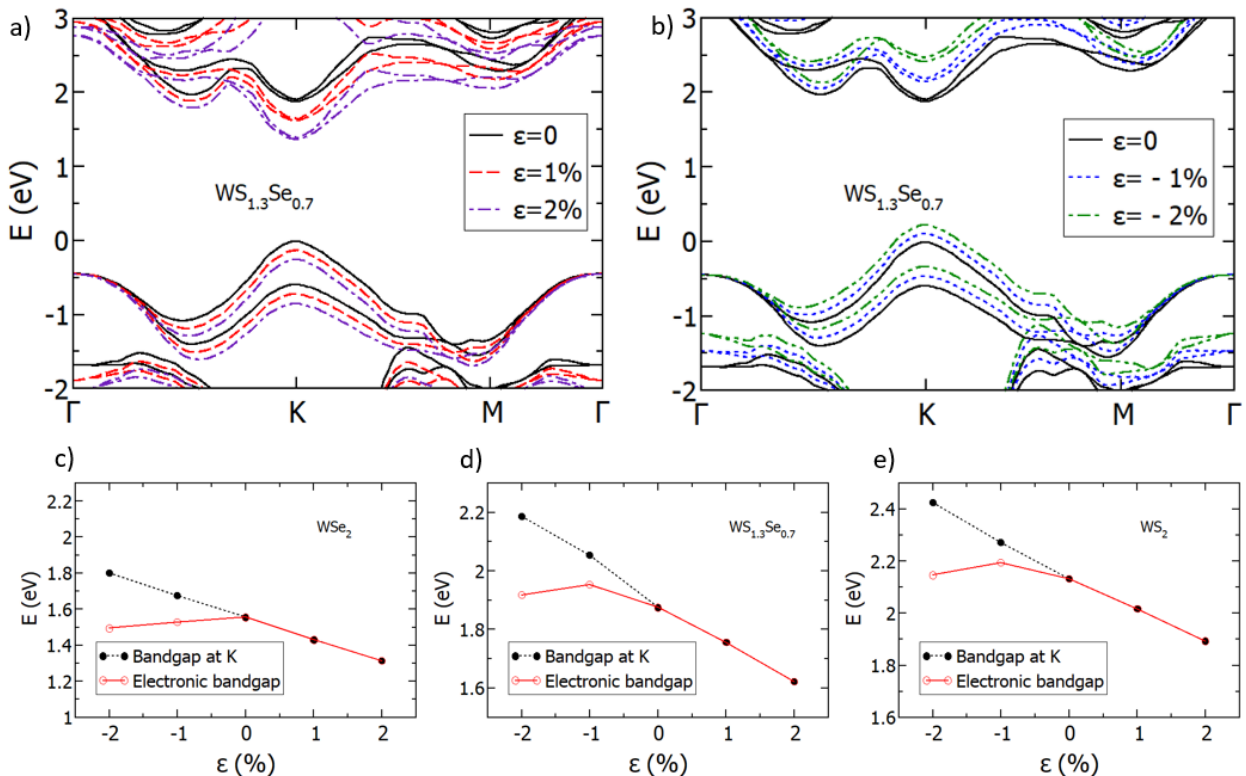 a)
3
2
1
0
-1
-2
E (eV)
WS1.3Se0.7
ε=0
ε=1%
ε=2%
Γ
K
M
Γ
b)
3
2
1
0
-1
-2
E (eV)
WS1.3Se0.7
ε=0
ε= - 1%
ε= - 2%
Γ
K
M
Γ
c)
2.2
2
1.8
1.6
1.4
1.2
1
E (eV)
WSe2
Bandgap at K
Electronic bandgap
-2
-1
0
1
2
ε (%)
d)
2.2
2
1.8
1.6
E (eV)
WS1.3Se0.7
Bandgap at K
Electronic bandgap
-2
-1
0
1
2
ε (%)
e)
2.4
2.2
2
1.8
1.6
E (eV)
WS2
Bandgap at K
Electronic bandgap
-2
-1
0
1
2
ε (%)